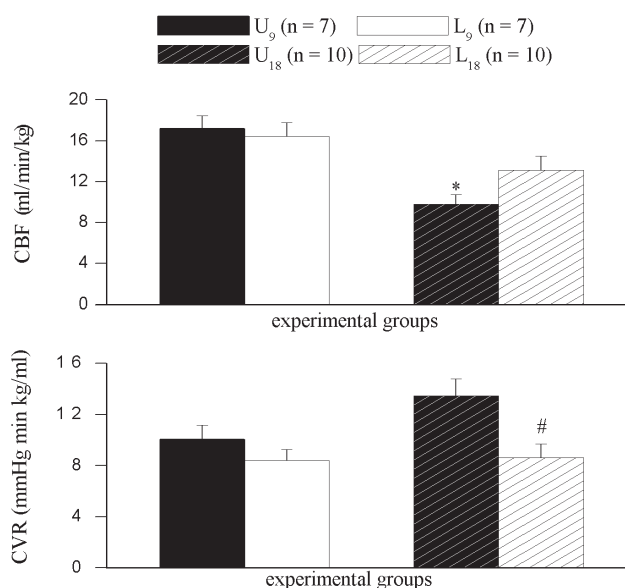 U9 (n = 7) L9 (n = 7)
U18 (n = 10) L18 (n = 10)
CBF (ml/min/kg)
20
16
12
8
4
0
*
experimental groups
CVR (mmHg min kg/ml)
1 6
1 2
8
4
0
#
experimental groups